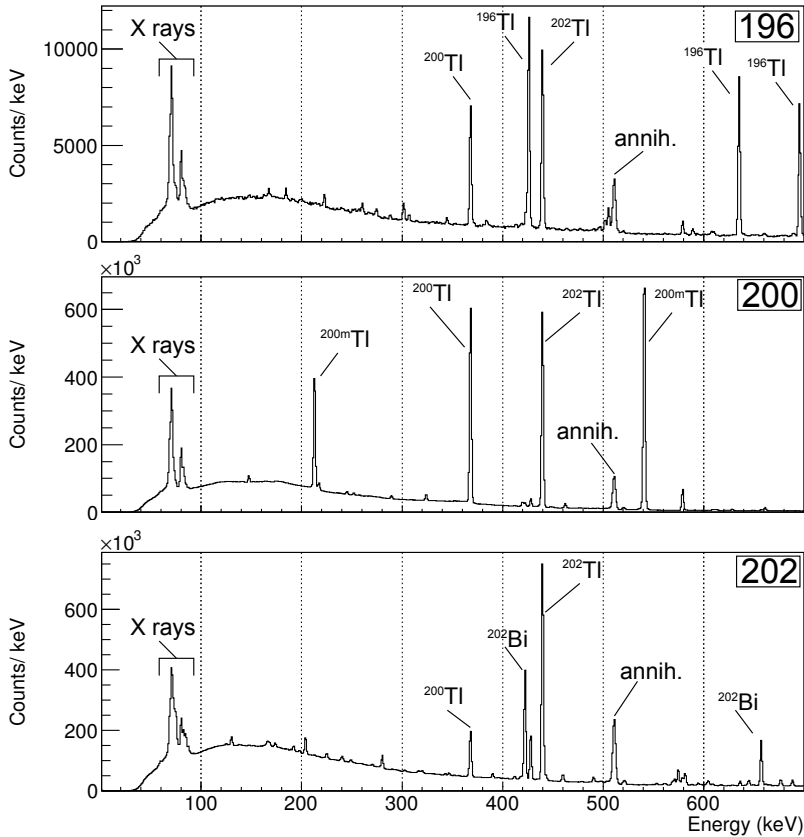 Counts/ keV
10000
5000
0
X rays
²⁰⁰Tl
¹⁹⁶Tl
²⁰²Tl
annih.
¹⁹⁶Tl
¹⁹⁶Tl
196
×10³
Counts/ keV
600
400
200
0
X rays
²⁰⁰ᵐTl
²⁰⁰Tl
²⁰²Tl
annih.
²⁰⁰ᵐTl
200
×10³
Counts/ keV
600
400
200
0
X rays
²⁰⁰Tl
²⁰²Bi
²⁰²Tl
annih.
²⁰²Bi
202
100 200 300 400 500 600
Energy (keV)